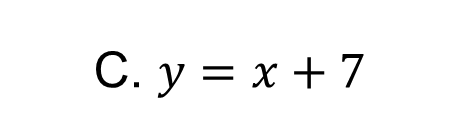 C. 𝑦 = 𝑥 + 7